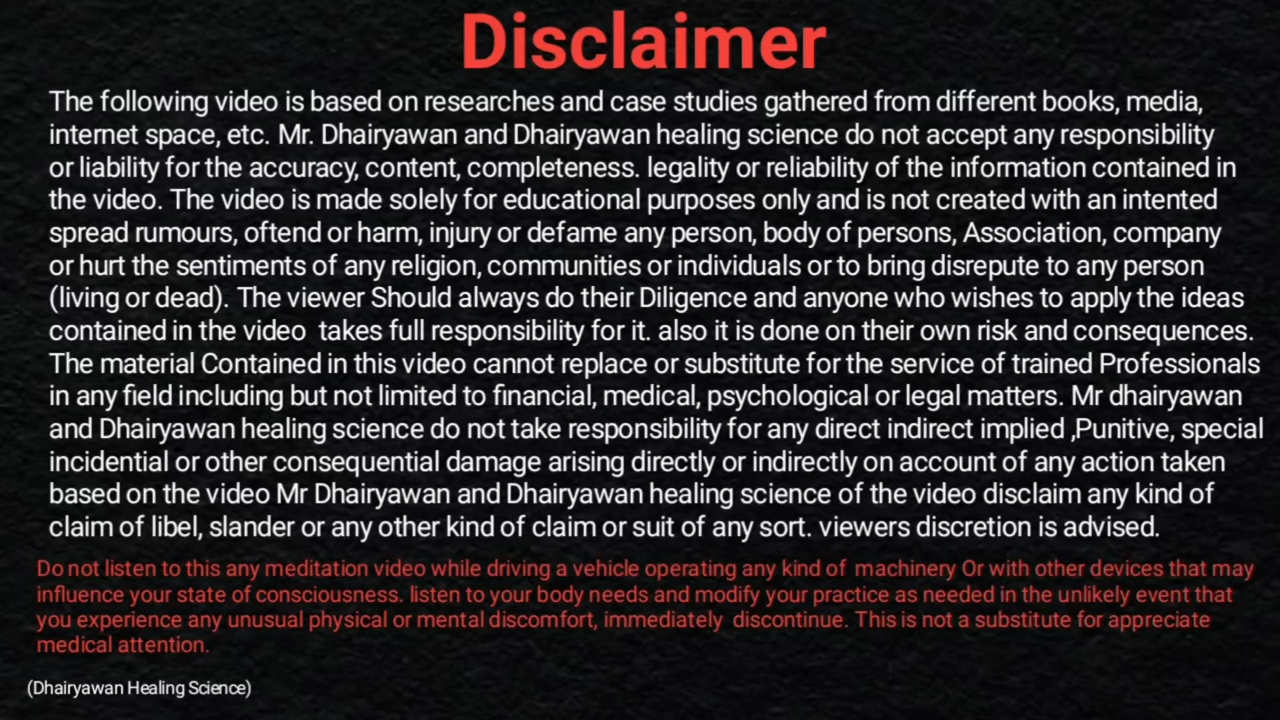 Disclaimer
The following video is based on researches and case studies gathered from different books, media,
internet space, etc. Mr. Dhairyawan and Dhairyawan healing science do not accept any responsibility
or liability for the accuracy, content, completeness. legality or reliability of the information contained in
the video. The video is made solely for educational purposes only and is not created with an intented
spread rumours, oftend or harm, injury or defame any person, body of persons, Association, company
or hurt the sentiments of any religion, communities or individuals or to bring disrepute to any person
(living or dead). The viewer Should always do their Diligence and anyone who wishes to apply the ideas
contained in the video  takes full responsibility for it. also it is done on their own risk and consequences.
The material Contained in this video cannot replace or substitute for the service of trained Professionals
in any field including but not limited to financial, medical, psychological or legal matters. Mr dhairyawan
and Dhairyawan healing science do not take responsibility for any direct indirect implied ,Punitive, special
incidential or other consequential damage arising directly or indirectly on account of any action taken
based on the video Mr Dhairyawan and Dhairyawan healing science of the video disclaim any kind of
claim of libel, slander or any other kind of claim or suit of any sort. viewers discretion is advised.
Do not listen to this any meditation video while driving a vehicle operating any kind of  machinery Or with other devices that may
influence your state of consciousness. listen to your body needs and modify your practice as needed in the unlikely event that
you experience any unusual physical or mental discomfort, immediately  discontinue. This is not a substitute for appreciate
medical attention.
(Dhairyawan Healing Science)